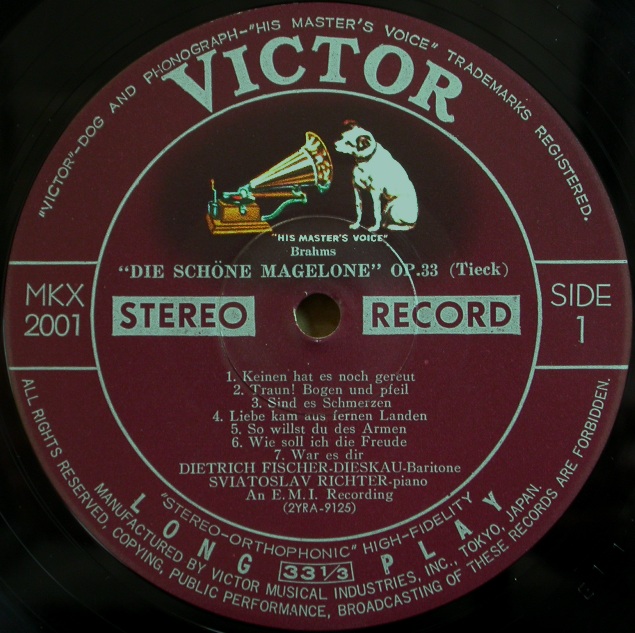 "VICTOR"-DOG AND PHONOGRAPH-"HIS MASTER'S VOICE" TRADEMARKS REGISTERED.
VICTOR
"HIS MASTER'S VOICE"
Brahms
"DIE SCHÖNE MAGELONE" OP.33 (Tieck)
MKX
2001
STEREO RECORD
SIDE
1
1. Keinen hat es noch gereut
2. Traun! Bogen und pfeil
3. Sind es Schmerzen
4. Liebe kam aus fernen Landen
5. So willst du des Armen
6. Wie soll ich die Freude
7. War es dir
DIETRICH FISCHER-DIESKAU-Baritone
SVIATOSLAV RICHTER-piano
An E.M.I. Recording
(2YRA-9125)
"STEREO-ORTHOPHONIC" HIGH-FIDELITY
LONG 33 1/3 PLAY
MANUFACTURED BY VICTOR MUSICAL INDUSTRIES, INC., TOKYO, JAPAN.
ALL RIGHTS RESERVED, COPYING, PUBLIC PERFORMANCE, BROADCASTING OF THESE RECORDS ARE FORBIDDEN.